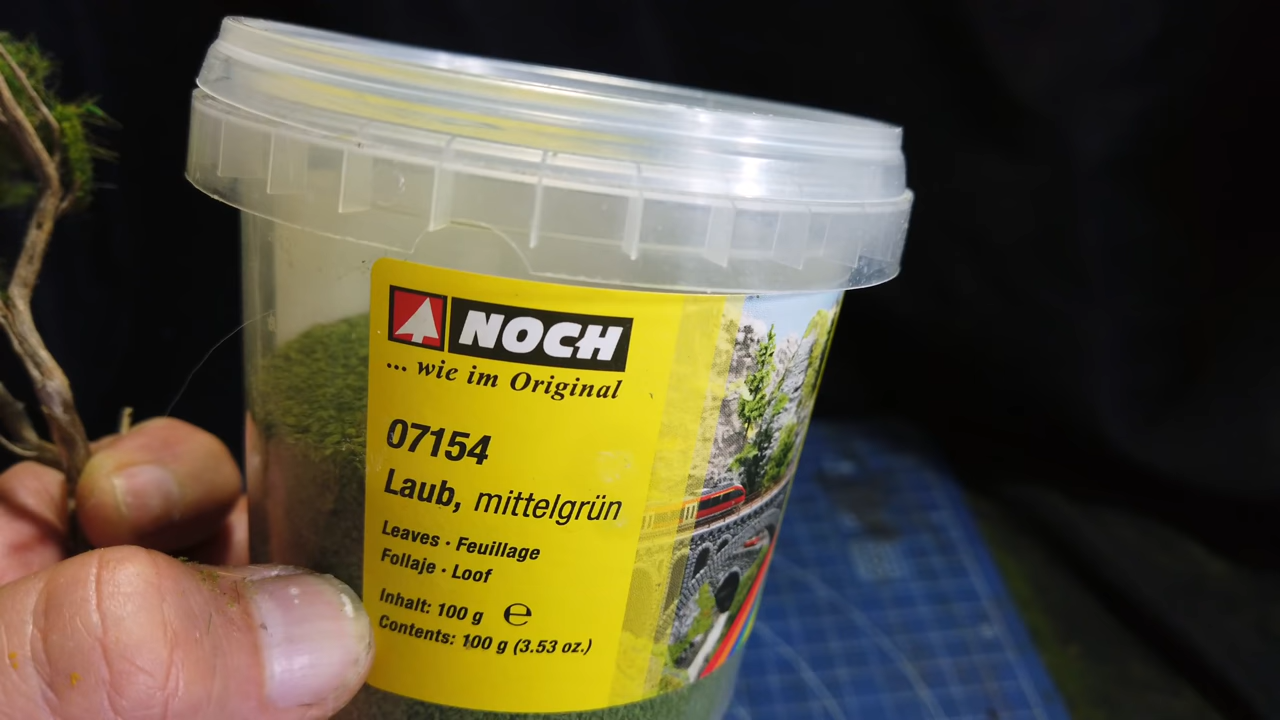 NOCH
... wie im Original
07154
Laub, mittelgrün
Leaves · Feuillage
Follaje · Loof
Inhalt: 100 g ℮
Contents: 100 g (3.53 oz.)